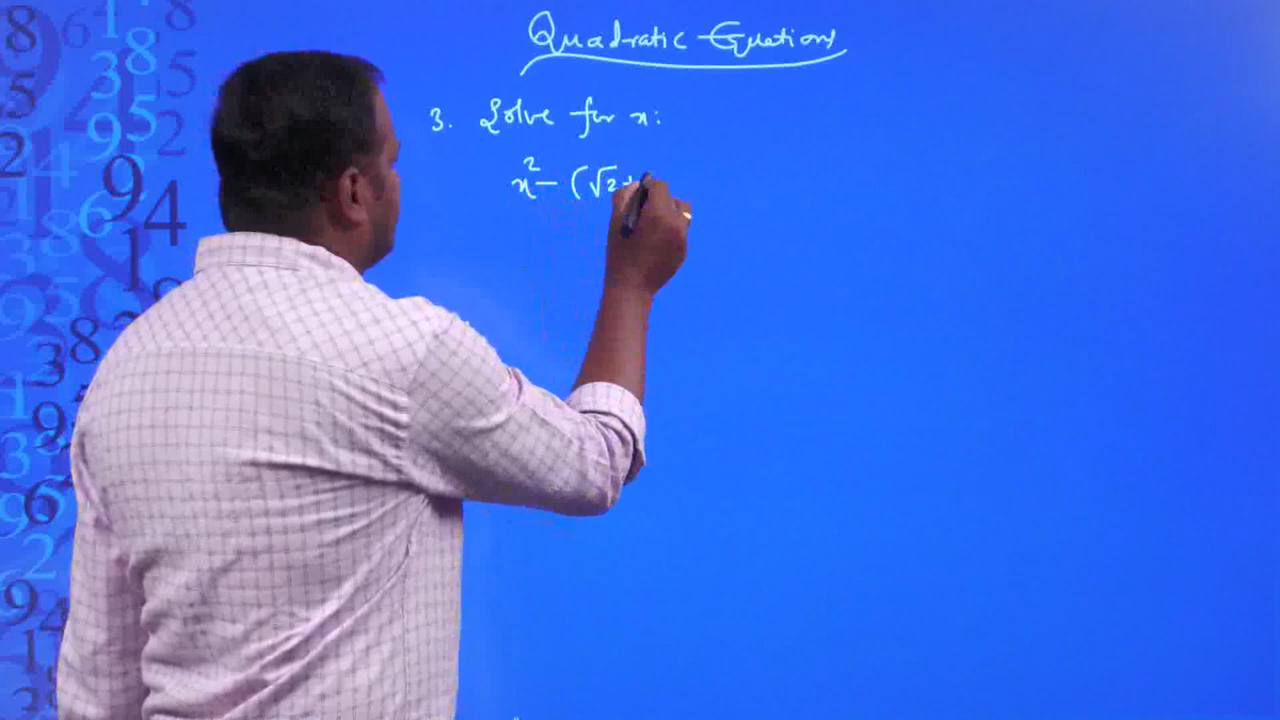 Quadratic Equations
3. Solve for x:
x² - (√2+